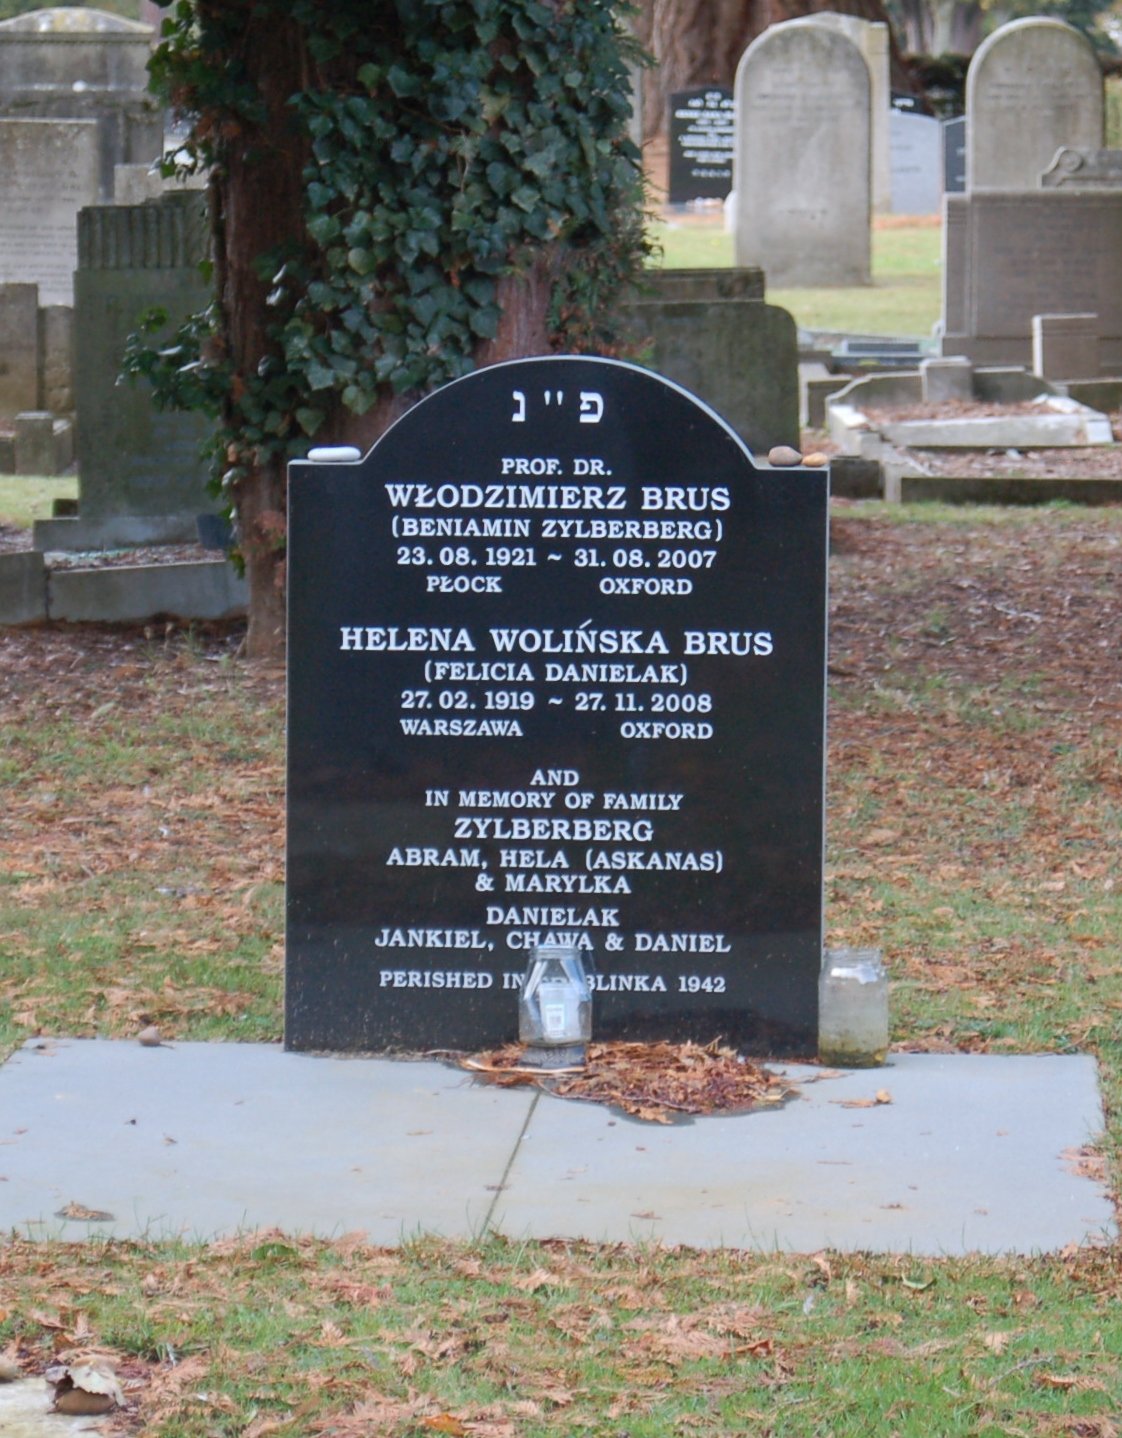 פ״נ
PROF. DR.
WŁODZIMIERZ BRUS
(BENIAMIN ZYLBERBERG)
23. 08. 1921 ~ 31. 08. 2007
PŁOCK OXFORD
HELENA WOLIŃSKA BRUS
(FELICIA DANIELAK)
27. 02. 1919 ~ 27. 11. 2008
WARSZAWA OXFORD
AND
IN MEMORY OF FAMILY
ZYLBERBERG
ABRAM, HELA (ASKANAS)
& MARYLKA
DANIELAK
JANKIEL, CHAWA & DANIEL
PERISHED IN TREBLINKA 1942